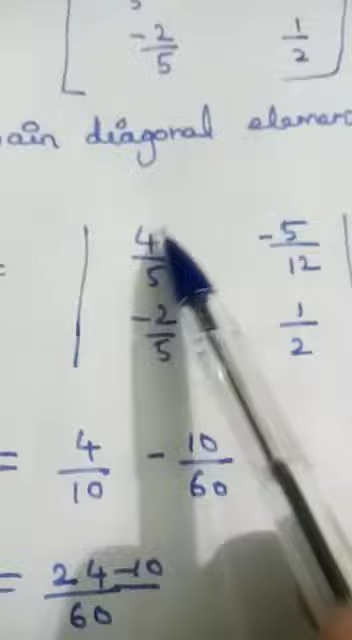 -2/5 1/2
ain diagonal elemen
= | 4/5 -5/12 |
-2/5 1/2
= 4/10 - 10/60
= 24-10/60